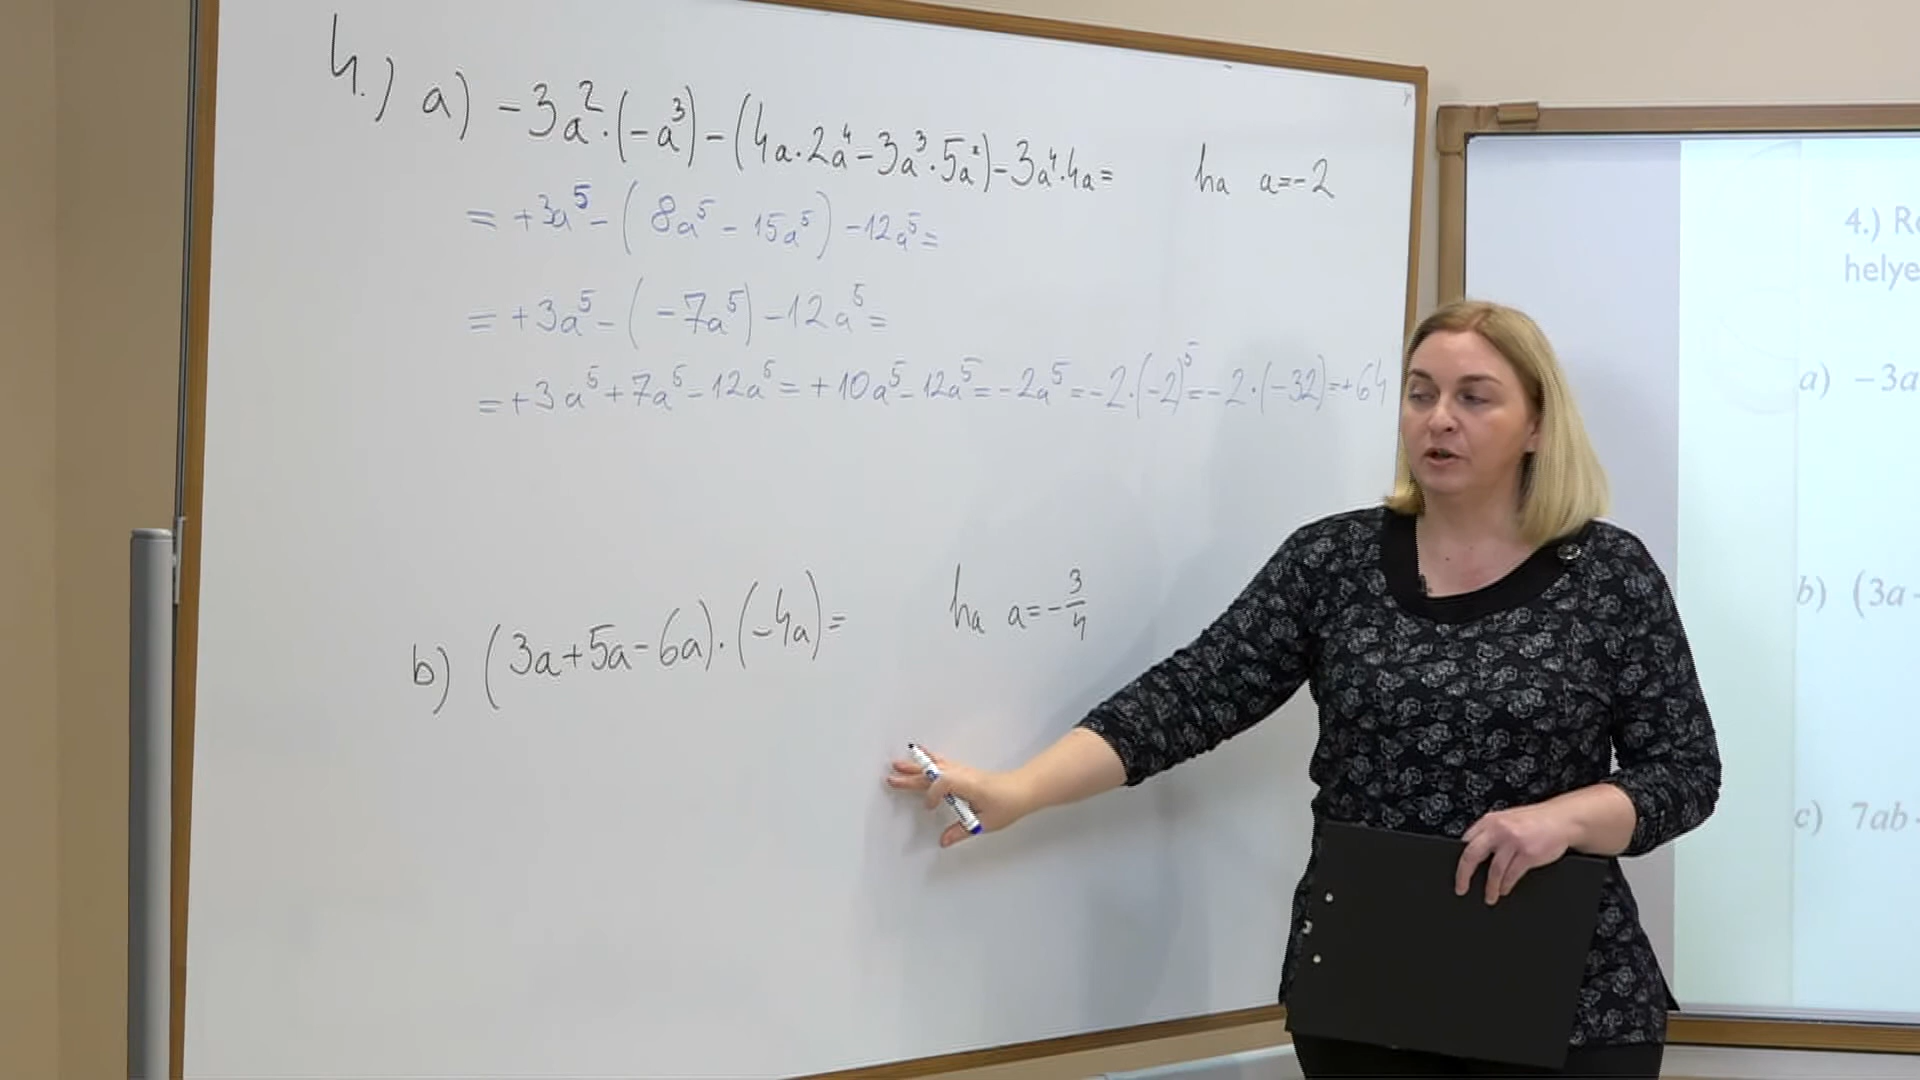 4.) a) -3a²·(-a³)-(4a·2a⁴-3a³·5a²)-3a⁴·4a= ha a=-2
= +3a⁵-(8a⁵-15a⁵)-12a⁵=
= +3a⁵-(-7a⁵)-12a⁵=
= +3a⁵+7a⁵-12a⁵= +10a⁵-12a⁵= -2a⁵= -2·(-2)⁵= -2·(-32)=+64
b) (3a+5a-6a)·(-4a)= ha a=-3/4
4.)
helye
a) -3a
b) (3a-
c) 7ab-